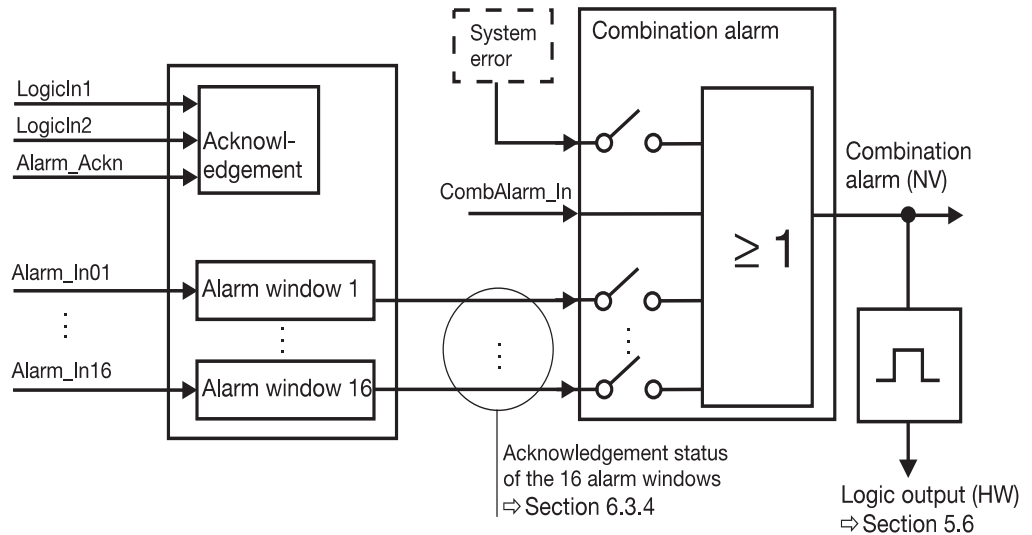 System
error
Combination alarm
LogicIn1
LogicIn2
Alarm_Ackn
Acknowl-
edgement
CombAlarm_In
Combination
alarm (NV)
≥ 1
Alarm_In01
Alarm window 1
Alarm_In16
Alarm window 16
Acknowledgement status
of the 16 alarm windows
⇨ Section 6.3.4
Logic output (HW)
⇨ Section 5.6